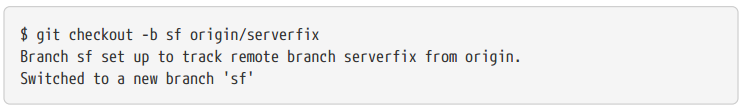 $ git checkout -b sf origin/serverfix
Branch sf set up to track remote branch serverfix from origin.
Switched to a new branch 'sf'